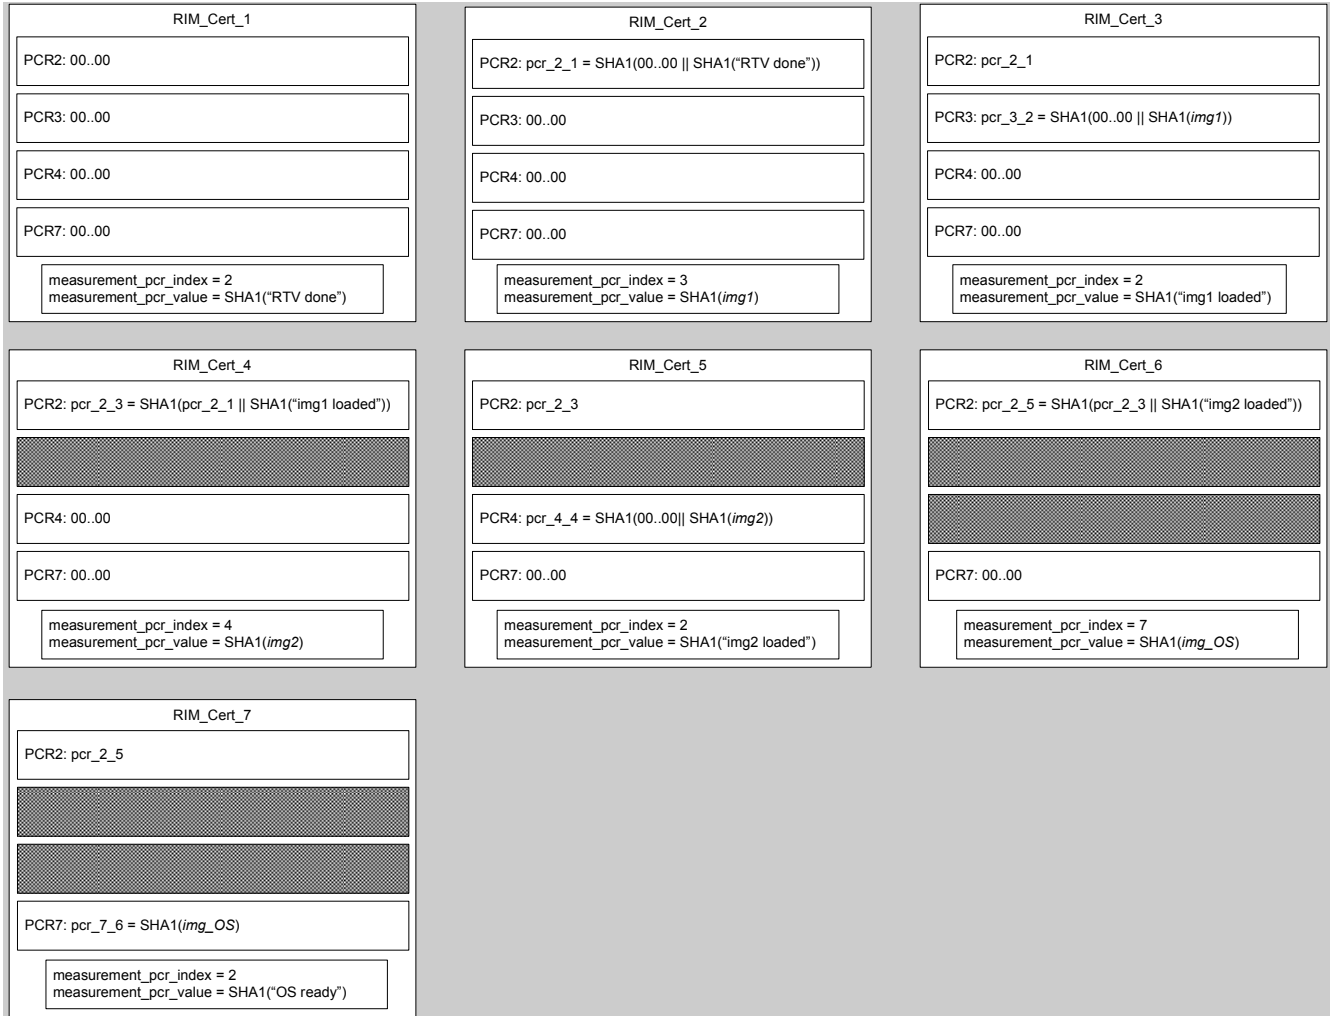 RIM_Cert_1
PCR2: 00..00
PCR3: 00..00
PCR4: 00..00
PCR7: 00..00
measurement_pcr_index = 2
measurement_pcr_value = SHA1(“RTV done”)
RIM_Cert_2
PCR2: pcr_2_1 = SHA1(00..00 || SHA1(“RTV done”))
PCR3: 00..00
PCR4: 00..00
PCR7: 00..00
measurement_pcr_index = 3
measurement_pcr_value = SHA1(img1)
RIM_Cert_3
PCR2: pcr_2_1
PCR3: pcr_3_2 = SHA1(00..00 || SHA1(img1))
PCR4: 00..00
PCR7: 00..00
measurement_pcr_index = 2
measurement_pcr_value = SHA1(“img1 loaded”)
RIM_Cert_4
PCR2: pcr_2_3 = SHA1(pcr_2_1 || SHA1(“img1 loaded”))
PCR4: 00..00
PCR7: 00..00
measurement_pcr_index = 4
measurement_pcr_value = SHA1(img2)
RIM_Cert_5
PCR2: pcr_2_3
PCR4: pcr_4_4 = SHA1(00..00|| SHA1(img2))
PCR7: 00..00
measurement_pcr_index = 2
measurement_pcr_value = SHA1(“img2 loaded”)
RIM_Cert_6
PCR2: pcr_2_5 = SHA1(pcr_2_3 || SHA1(“img2 loaded”))
PCR7: 00..00
measurement_pcr_index = 7
measurement_pcr_value = SHA1(img_OS)
RIM_Cert_7
PCR2: pcr_2_5
PCR7: pcr_7_6 = SHA1(img_OS)
measurement_pcr_index = 2
measurement_pcr_value = SHA1(“OS ready”)